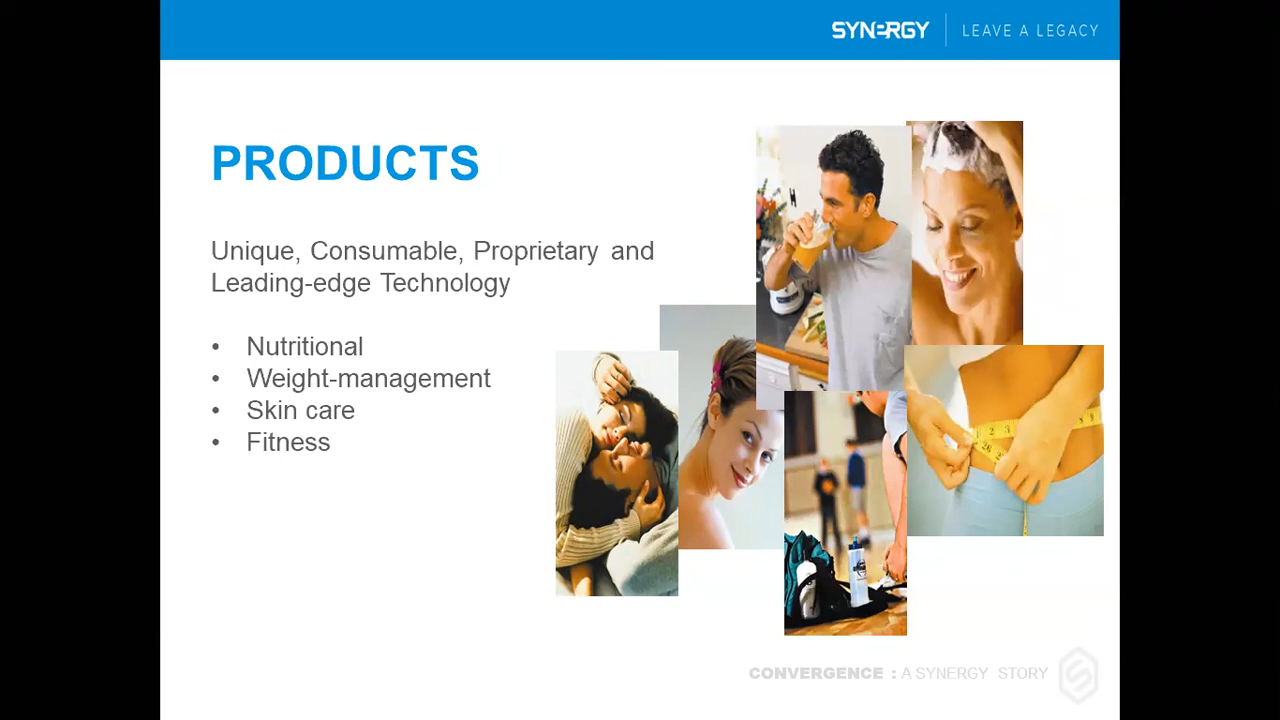 SYNERGY LEAVE A LEGACY
PRODUCTS
Unique, Consumable, Proprietary and
Leading-edge Technology
• Nutritional
• Weight-management
• Skin care
• Fitness
CONVERGENCE : A SYNERGY STORY